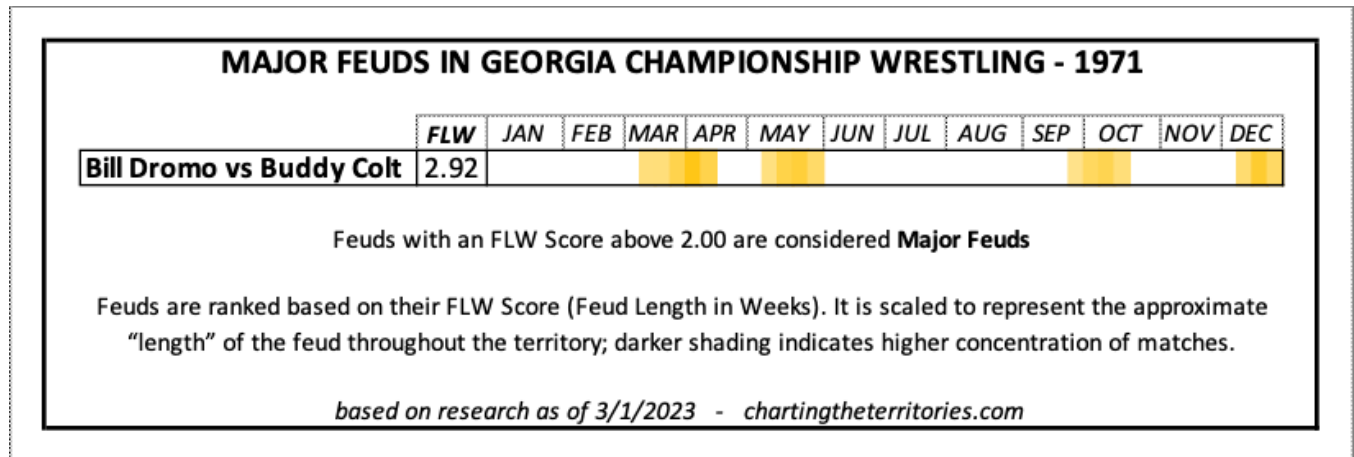 MAJOR FEUDS IN GEORGIA CHAMPIONSHIP WRESTLING - 1971
FLW JAN FEB MAR APR MAY JUN JUL AUG SEP OCT NOV DEC
Bill Dromo vs Buddy Colt 2.92
Feuds with an FLW Score above 2.00 are considered Major Feuds
Feuds are ranked based on their FLW Score (Feud Length in Weeks). It is scaled to represent the approximate
“length” of the feud throughout the territory; darker shading indicates higher concentration of matches.
based on research as of 3/1/2023 - chartingtheterritories.com